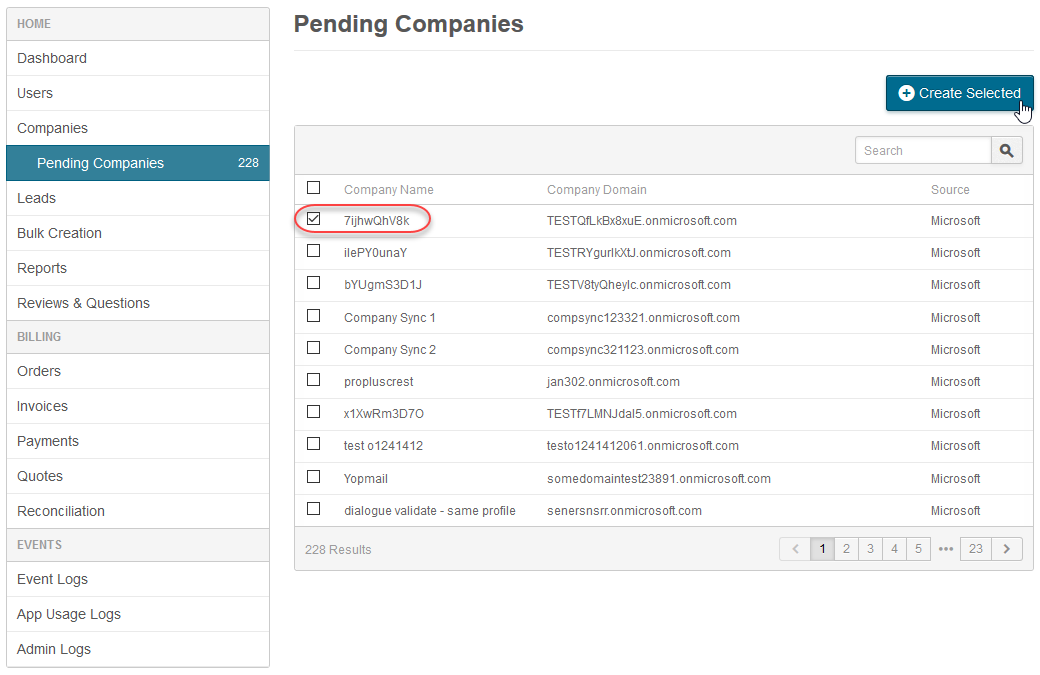 HOME
Dashboard
Users
Companies
Pending Companies 228
Leads
Bulk Creation
Reports
Reviews & Questions
BILLING
Orders
Invoices
Payments
Quotes
Reconciliation
EVENTS
Event Logs
App Usage Logs
Admin Logs
Pending Companies
Create Selected
Search
Company Name Company Domain Source
7ijhwQhV8k TESTQfLkBx8xuE.onmicrosoft.com Microsoft
ilePY0unaY TESTRYgurlkXtJ.onmicrosoft.com Microsoft
bYUgmS3D1J TESTV8tyQheylc.onmicrosoft.com Microsoft
Company Sync 1 compsync123321.onmicrosoft.com Microsoft
Company Sync 2 compsync321123.onmicrosoft.com Microsoft
propluscrest jan302.onmicrosoft.com Microsoft
x1XwRm3D7O TESTf7LMNJdal5.onmicrosoft.com Microsoft
test o1241412 testo1241412061.onmicrosoft.com Microsoft
Yopmail somedomaintest23891.onmicrosoft.com Microsoft
dialogue validate - same profile senersnsrr.onmicrosoft.com Microsoft
228 Results 1 2 3 4 5 ••• 23